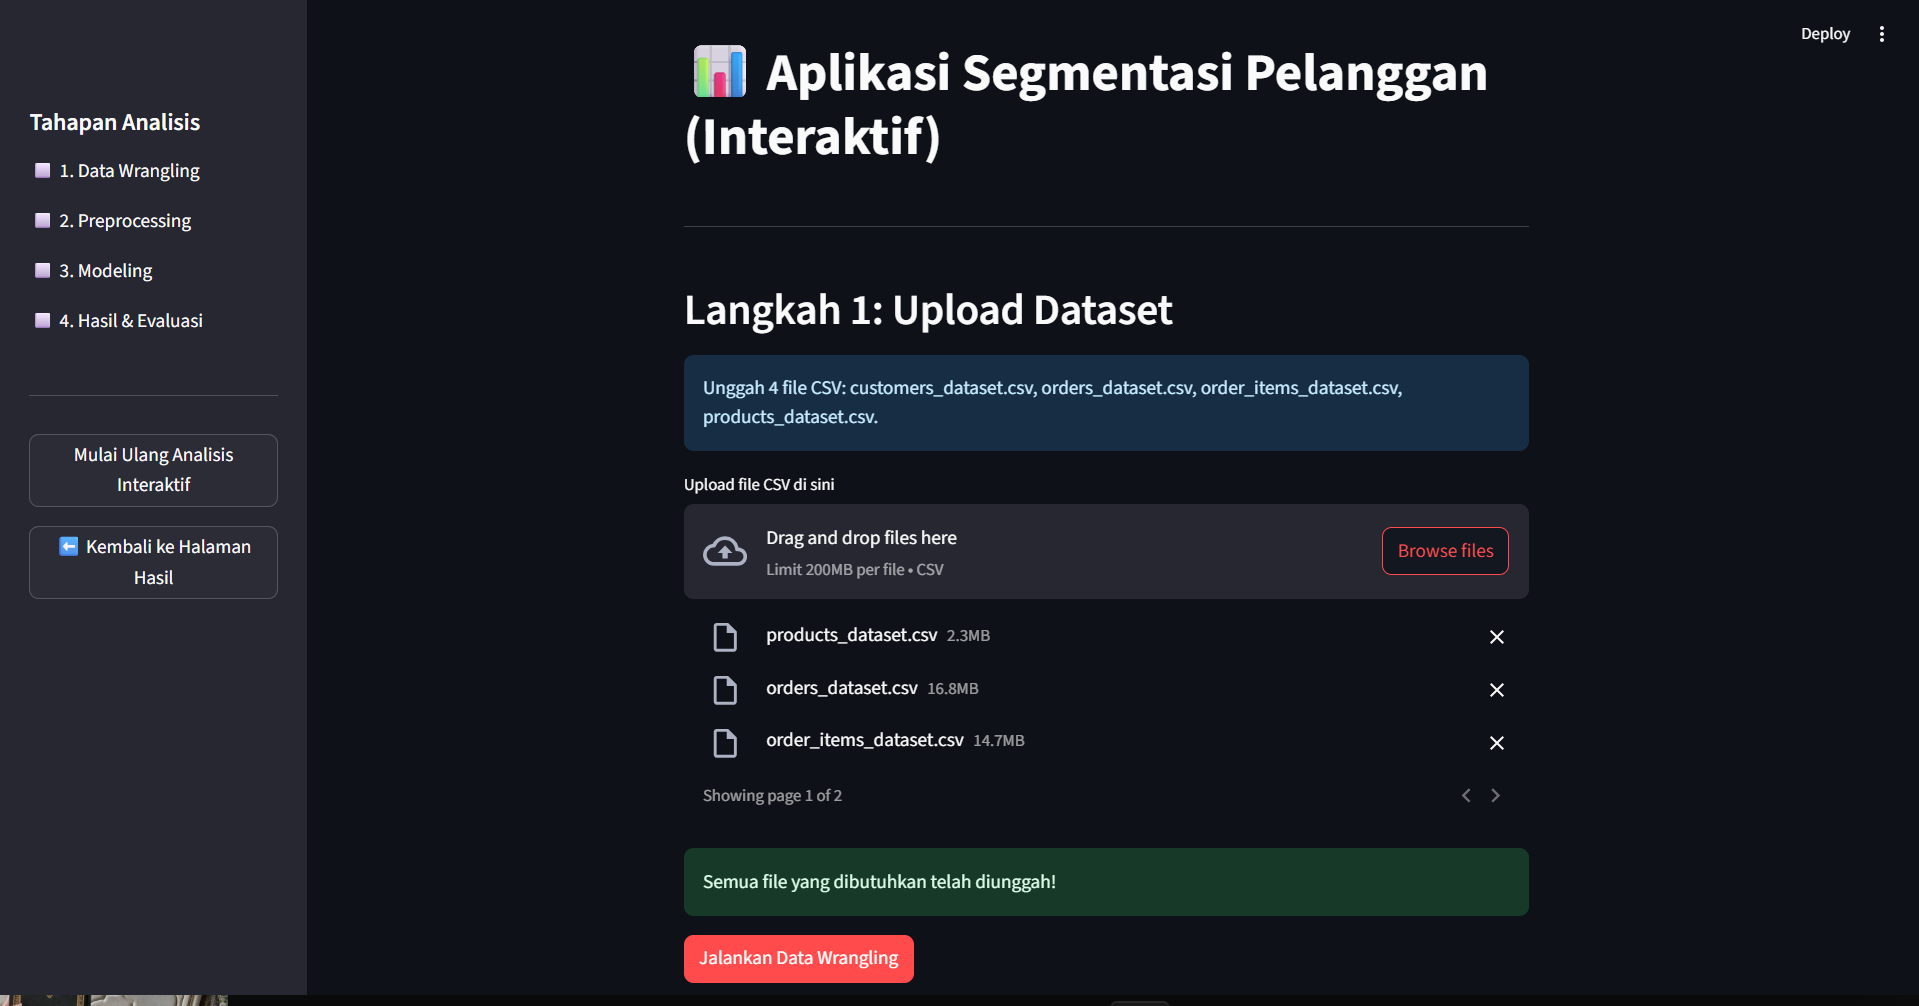 Deploy
Tahapan Analisis
1. Data Wrangling
2. Preprocessing
3. Modeling
4. Hasil & Evaluasi
Mulai Ulang Analisis
Interaktif
Kembali ke Halaman
Hasil
Aplikasi Segmentasi Pelanggan
(Interaktif)
Langkah 1: Upload Dataset
Unggah 4 file CSV: customers_dataset.csv, orders_dataset.csv, order_items_dataset.csv,
products_dataset.csv.
Upload file CSV di sini
Drag and drop files here
Limit 200MB per file • CSV
Browse files
products_dataset.csv 2.3MB
orders_dataset.csv 16.8MB
order_items_dataset.csv 14.7MB
Showing page 1 of 2
Semua file yang dibutuhkan telah diunggah!
Jalankan Data Wrangling